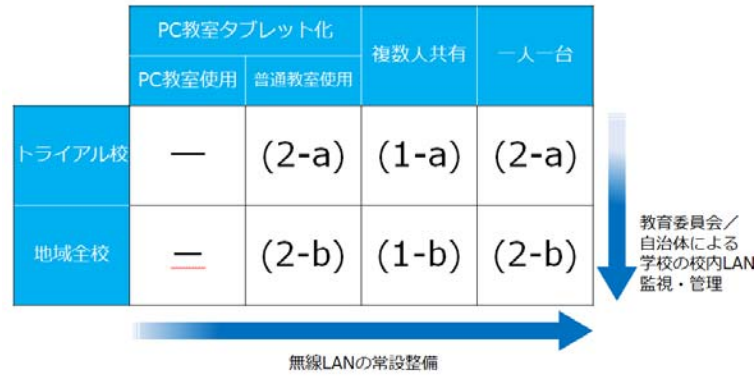 PC教室タブレット化
複数人共有
一人一台
PC教室使用
普通教室使用
トライアル校
—
(2-a)
(1-a)
(2-a)
地域全校
—
(2-b)
(1-b)
(2-b)
教育委員会／
自治体による
学校の校内LAN
監視・管理
無線LANの常設整備